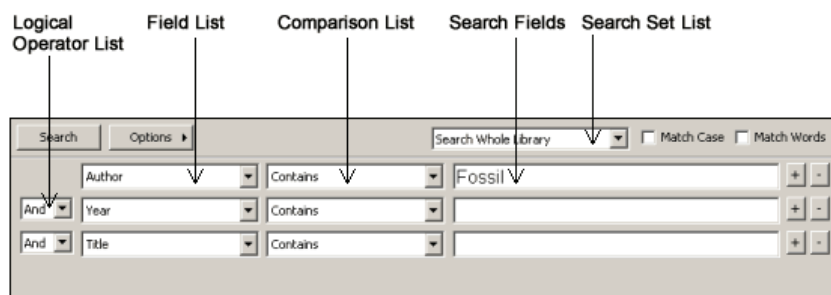 Logical Operator List Field List Comparison List Search Fields Search Set List
Search Options Search Whole Library Match Case Match Words
Author Contains Fossil + -
And Year Contains + -
And Title Contains + -